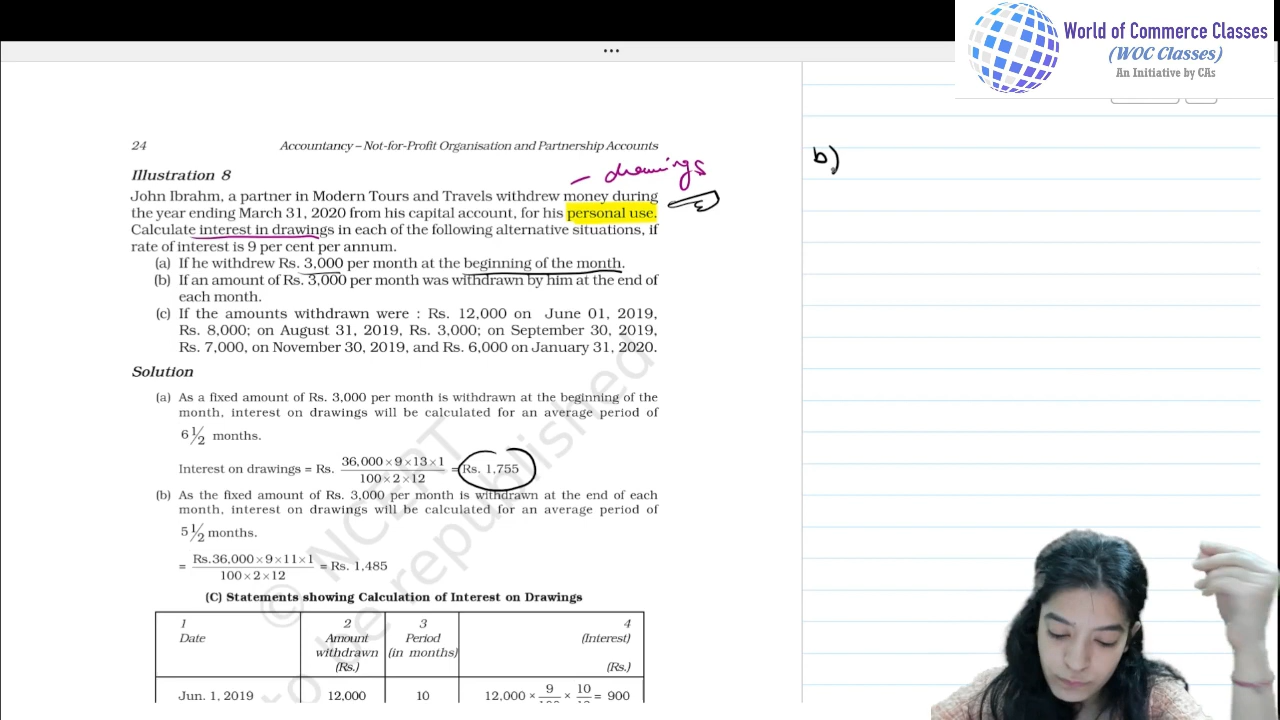 World of Commerce Classes
(WOC Classes)
An Initiative by CAs
24 Accountancy – Not-for-Profit Organisation and Partnership Accounts
– drawings
b)
Illustration 8
John Ibrahm, a partner in Modern Tours and Travels withdrew money during
the year ending March 31, 2020 from his capital account, for his personal use.
Calculate interest in drawings in each of the following alternative situations, if
rate of interest is 9 per cent per annum.
(a) If he withdrew Rs. 3,000 per month at the beginning of the month.
(b) If an amount of Rs. 3,000 per month was withdrawn by him at the end of
each month.
(c) If the amounts withdrawn were : Rs. 12,000 on June 01, 2019,
Rs. 8,000; on August 31, 2019, Rs. 3,000; on September 30, 2019,
Rs. 7,000, on November 30, 2019, and Rs. 6,000 on January 31, 2020.
Solution
(a) As a fixed amount of Rs. 3,000 per month is withdrawn at the beginning of the
month, interest on drawings will be calculated for an average period of
6 1/2 months.
Interest on drawings = Rs. 36,000×9×13×1 / 100×2×12 = Rs. 1,755
(b) As the fixed amount of Rs. 3,000 per month is withdrawn at the end of each
month, interest on drawings will be calculated for an average period of
5 1/2 months.
= Rs.36,000×9×11×1 / 100×2×12 = Rs. 1,485
(C) Statements showing Calculation of Interest on Drawings
1 2 3 4
Date Amount Period (Interest)
withdrawn (in months)
(Rs.) (Rs.)
Jun. 1, 2019 12,000 10 12,000 × 9/100 × 10/ = 900
© NCERT
to be republished